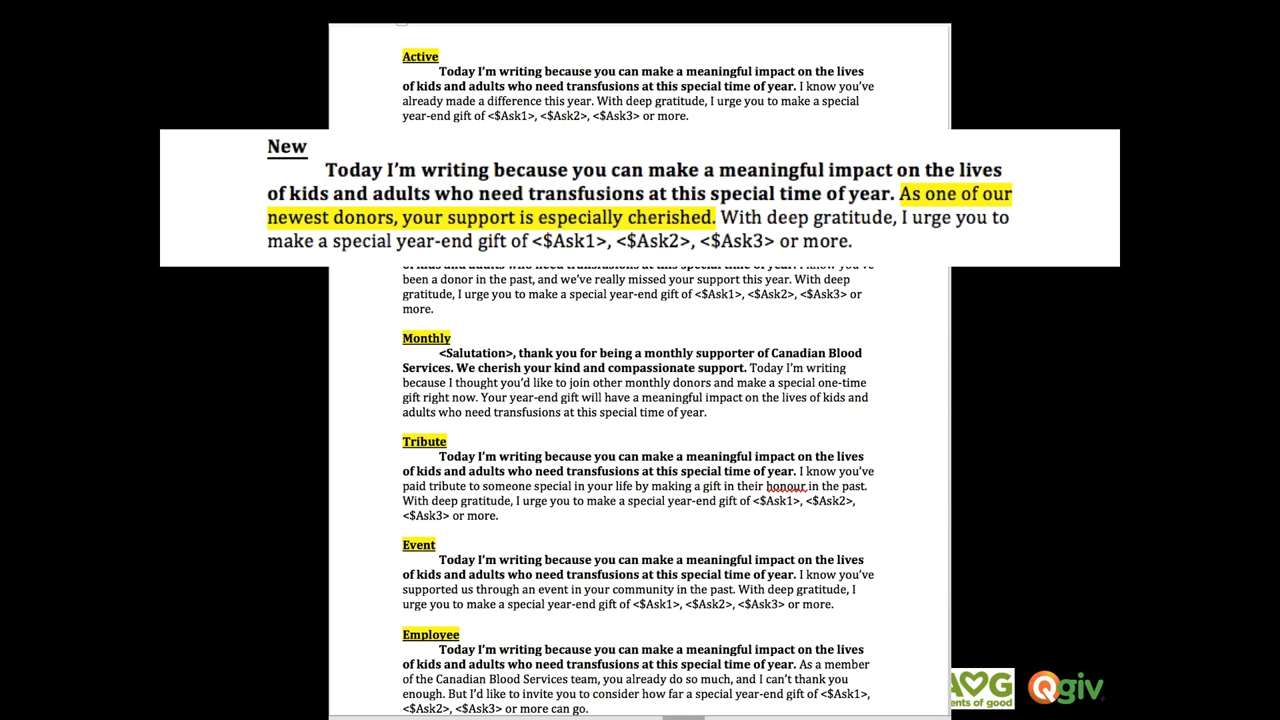 Active
Today I'm writing because you can make a meaningful impact on the lives
of kids and adults who need transfusions at this special time of year. I know you've
already made a difference this year. With deep gratitude, I urge you to make a special
year-end gift of <$Ask1>, <$Ask2>, <$Ask3> or more.
New
Today I'm writing because you can make a meaningful impact on the lives
of kids and adults who need transfusions at this special time of year. As one of our
newest donors, your support is especially cherished. With deep gratitude, I urge you to
make a special year-end gift of <$Ask1>, <$Ask2>, <$Ask3> or more.
of kids and adults who need transfusions at this special time of year. I know you've
been a donor in the past, and we've really missed your support this year. With deep
gratitude, I urge you to make a special year-end gift of <$Ask1>, <$Ask2>, <$Ask3> or
more.
Monthly
<Salutation>, thank you for being a monthly supporter of Canadian Blood
Services. We cherish your kind and compassionate support. Today I'm writing
because I thought you'd like to join other monthly donors and make a special one-time
gift right now. Your year-end gift will have a meaningful impact on the lives of kids and
adults who need transfusions at this special time of year.
Tribute
Today I'm writing because you can make a meaningful impact on the lives
of kids and adults who need transfusions at this special time of year. I know you've
paid tribute to someone special in your life by making a gift in their honour in the past.
With deep gratitude, I urge you to make a special year-end gift of <$Ask1>, <$Ask2>,
<$Ask3> or more.
Event
Today I'm writing because you can make a meaningful impact on the lives
of kids and adults who need transfusions at this special time of year. I know you've
supported us through an event in your community in the past. With deep gratitude, I
urge you to make a special year-end gift of <$Ask1>, <$Ask2>, <$Ask3> or more.
Employee
Today I'm writing because you can make a meaningful impact on the lives
of kids and adults who need transfusions at this special time of year. As a member
of the Canadian Blood Services team, you already do so much, and I can't thank you
enough. But I'd like to invite you to consider how far a special year-end gift of <$Ask1>,
<$Ask2>, <$Ask3> or more can go.
of good
Qgiv